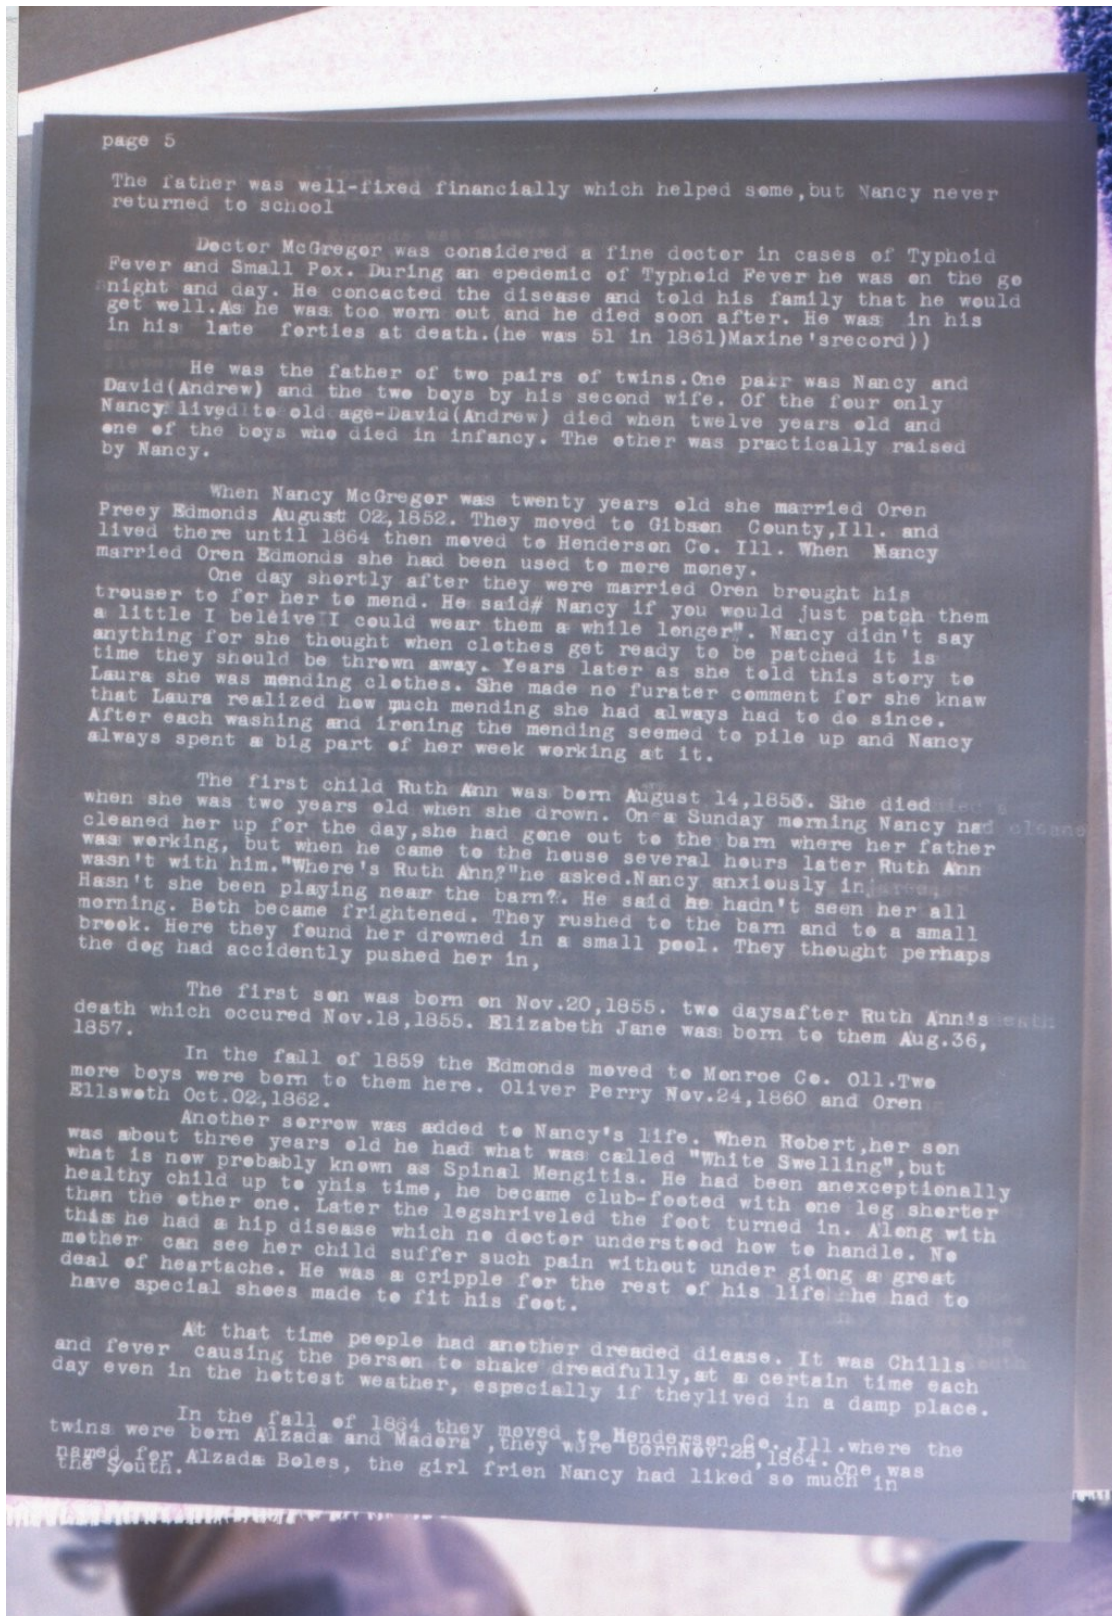 page 5
The father was well-fixed financially which helped some,but Nancy never
returned to school
Doctor McGregor was considered a fine doctor in cases of Typhoid
Fever and Small Pox. During an epedemic of Typhoid Fever he was on the go
night and day. He concacted the disease and told his family that he would
get well.As he was too worn out and he died soon after. He was in his
in his late forties at death.(he was 51 in 1861)Maxine'srecord))
He was the father of two pairs of twins.One pair was Nancy and
David(Andrew) and the two boys by his second wife. Of the four only
Nancy lived to old age-David(Andrew) died when twelve years old and
one of the boys who died in infancy. The other was practically raised
by Nancy.
When Nancy McGregor was twenty years old she married Oren
Preey Edmonds August 02,1852. They moved to Gibson County,Ill. and
lived there until 1864 then moved to Henderson Co. Ill. When Nancy
married Oren Edmonds she had been used to more money.
One day shortly after they were married Oren brought his
trouser to for her to mend. He said# Nancy if you would just patch them
a little I beleive I could wear them a while longer". Nancy didn't say
anything for she thought when clothes get ready to be patched it is
time they should be thrown away. Years later as she told this story to
Laura she was mending clothes. She made no furater comment for she knaw
that Laura realized how much mending she had always had to do since.
After each washing and ironing the mending seemed to pile up and Nancy
always spent a big part of her week working at it.
The first child Ruth Ann was born August 14,1853. She died
when she was two years old when she drown. On a Sunday morning Nancy had
cleaned her up for the day,she had gone out to the barn where her father
was working, but when he came to the house several hours later Ruth Ann
wasn't with him."Where's Ruth Ann?"he asked.Nancy anxiously in
Hasn't she been playing near the barn?. He said he hadn't seen her all
morning. Both became frightened. They rushed to the barn and to a small
brook. Here they found her drowned in a small pool. They thought perhaps
the dog had accidently pushed her in,
The first son was born on Nov.20,1855. two daysafter Ruth Ann's
death which occured Nov.18,1855. Elizabeth Jane was born to them Aug.36,
1857.
In the fall of 1859 the Edmonds moved to Monroe Co. Oll.Two
more boys were born to them here. Oliver Perry Nov.24,1860 and Oren
Ellsweth Oct.02,1862.
Another sorrow was added to Nancy's life. When Robert,her son
was about three years old he had what was called "White Swelling",but
what is now probably known as Spinal Mengitis. He had been anexceptionally
healthy child up to yhis time, he became club-footed with one leg shorter
than the other one. Later the legshriveled the foot turned in. Along with
this he had a hip disease which no doctor understood how to handle. No
mother can see her child suffer such pain without under giong a great
deal of heartache. He was a cripple for the rest of his life he had to
have special shoes made to fit his foot.
At that time people had another dreaded diease. It was Chills
and fever causing the person to shake dreadfully,at a certain time each
day even in the hottest weather, especially if theylived in a damp place.
In the fall of 1864 they moved to Henderson Co. Ill.where the
twins were born Alzada and Madora ,they were bornNov.28,1864. One was
named for Alzada Boles, the girl frien Nancy had liked so much in
the South.